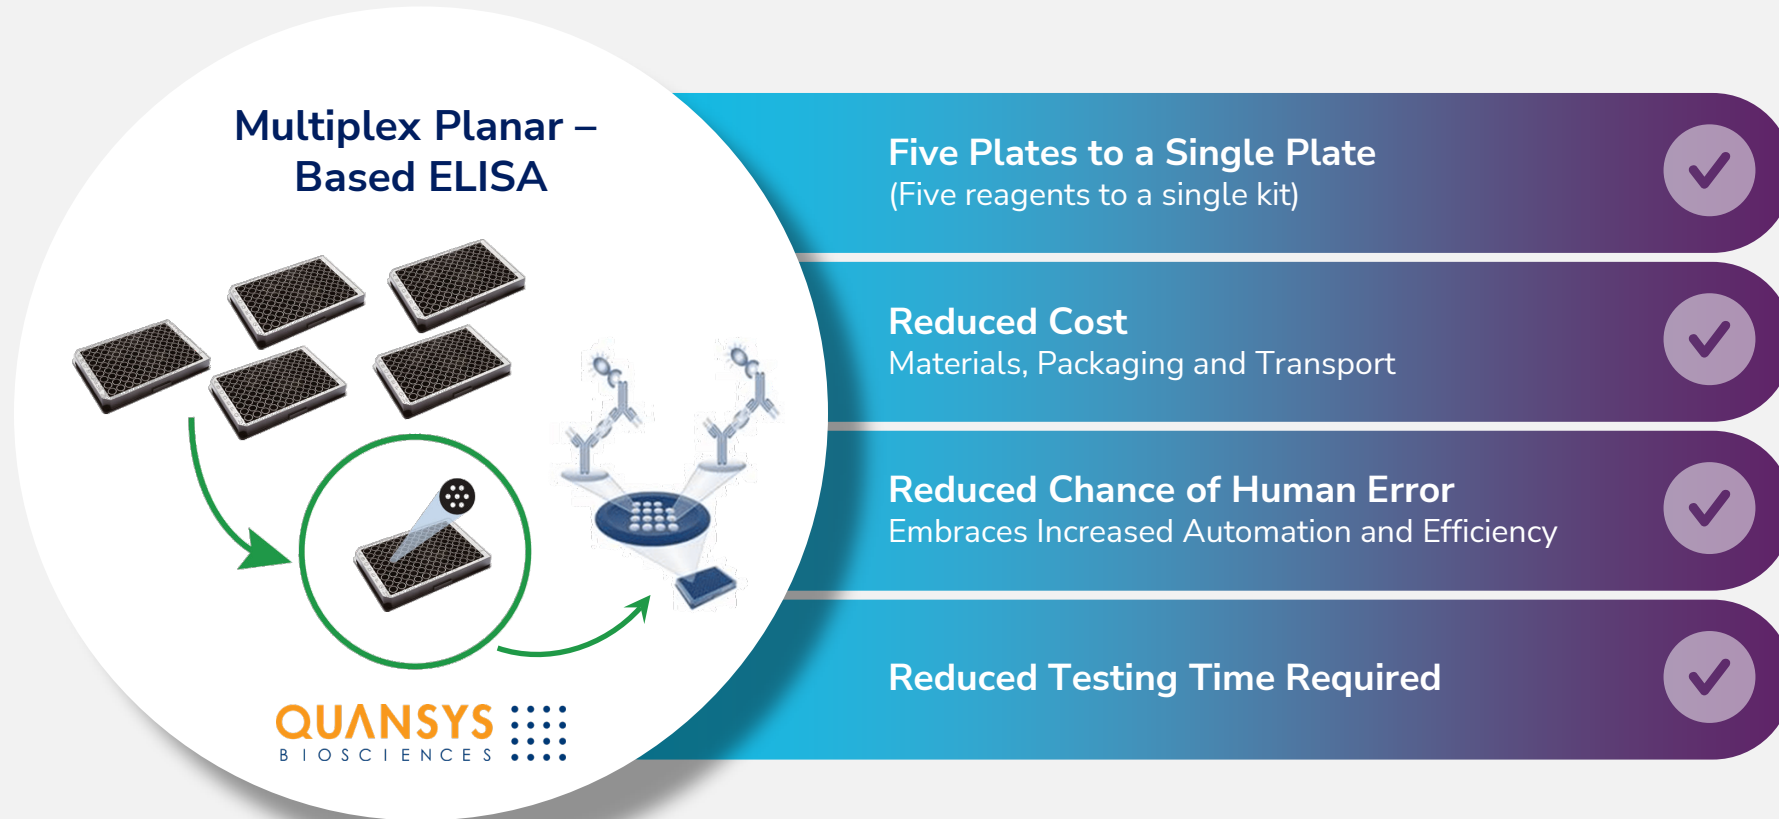 Multiplex Planar –
Based ELISA
QUANSYS
BIOSCIENCES
Five Plates to a Single Plate
(Five reagents to a single kit)
Reduced Cost
Materials, Packaging and Transport
Reduced Chance of Human Error
Embraces Increased Automation and Efficiency
Reduced Testing Time Required